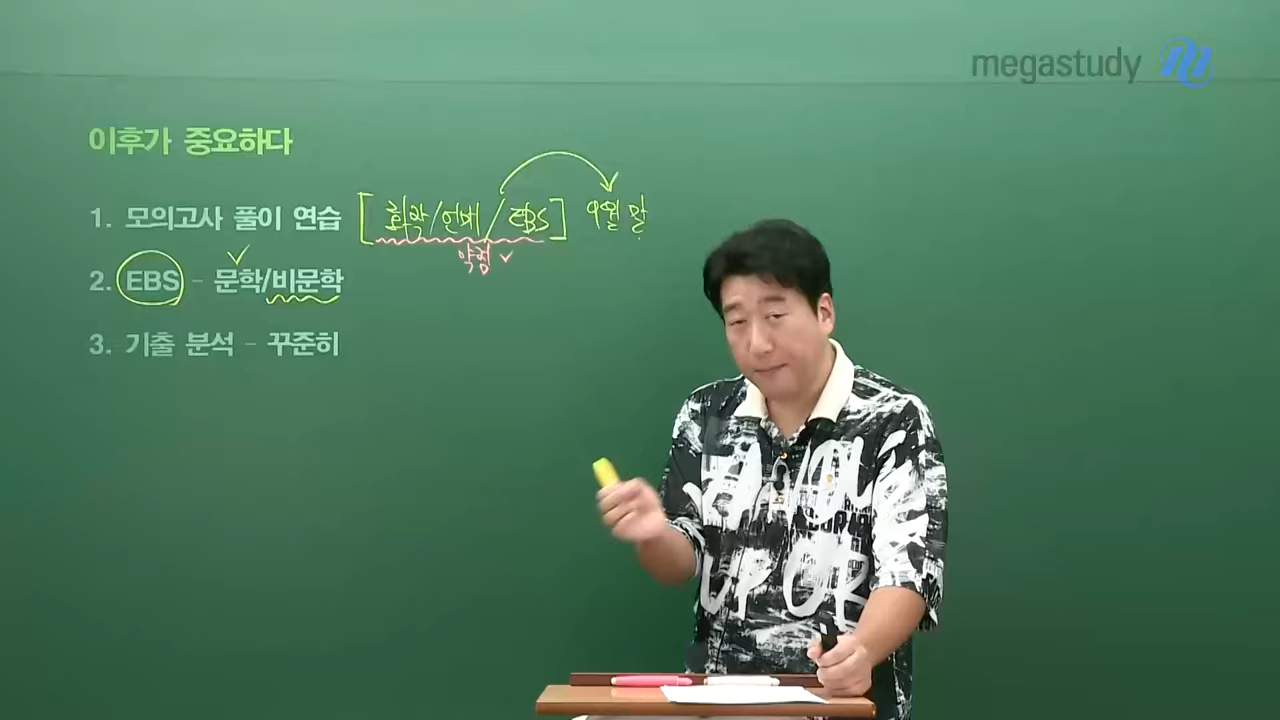 megastudy
이후가 중요하다
1. 모의고사 풀이 연습 [화작/언매/EBS] 9월 말
약점
2. EBS - 문학/비문학
3. 기출 분석 - 꾸준히
UP OR